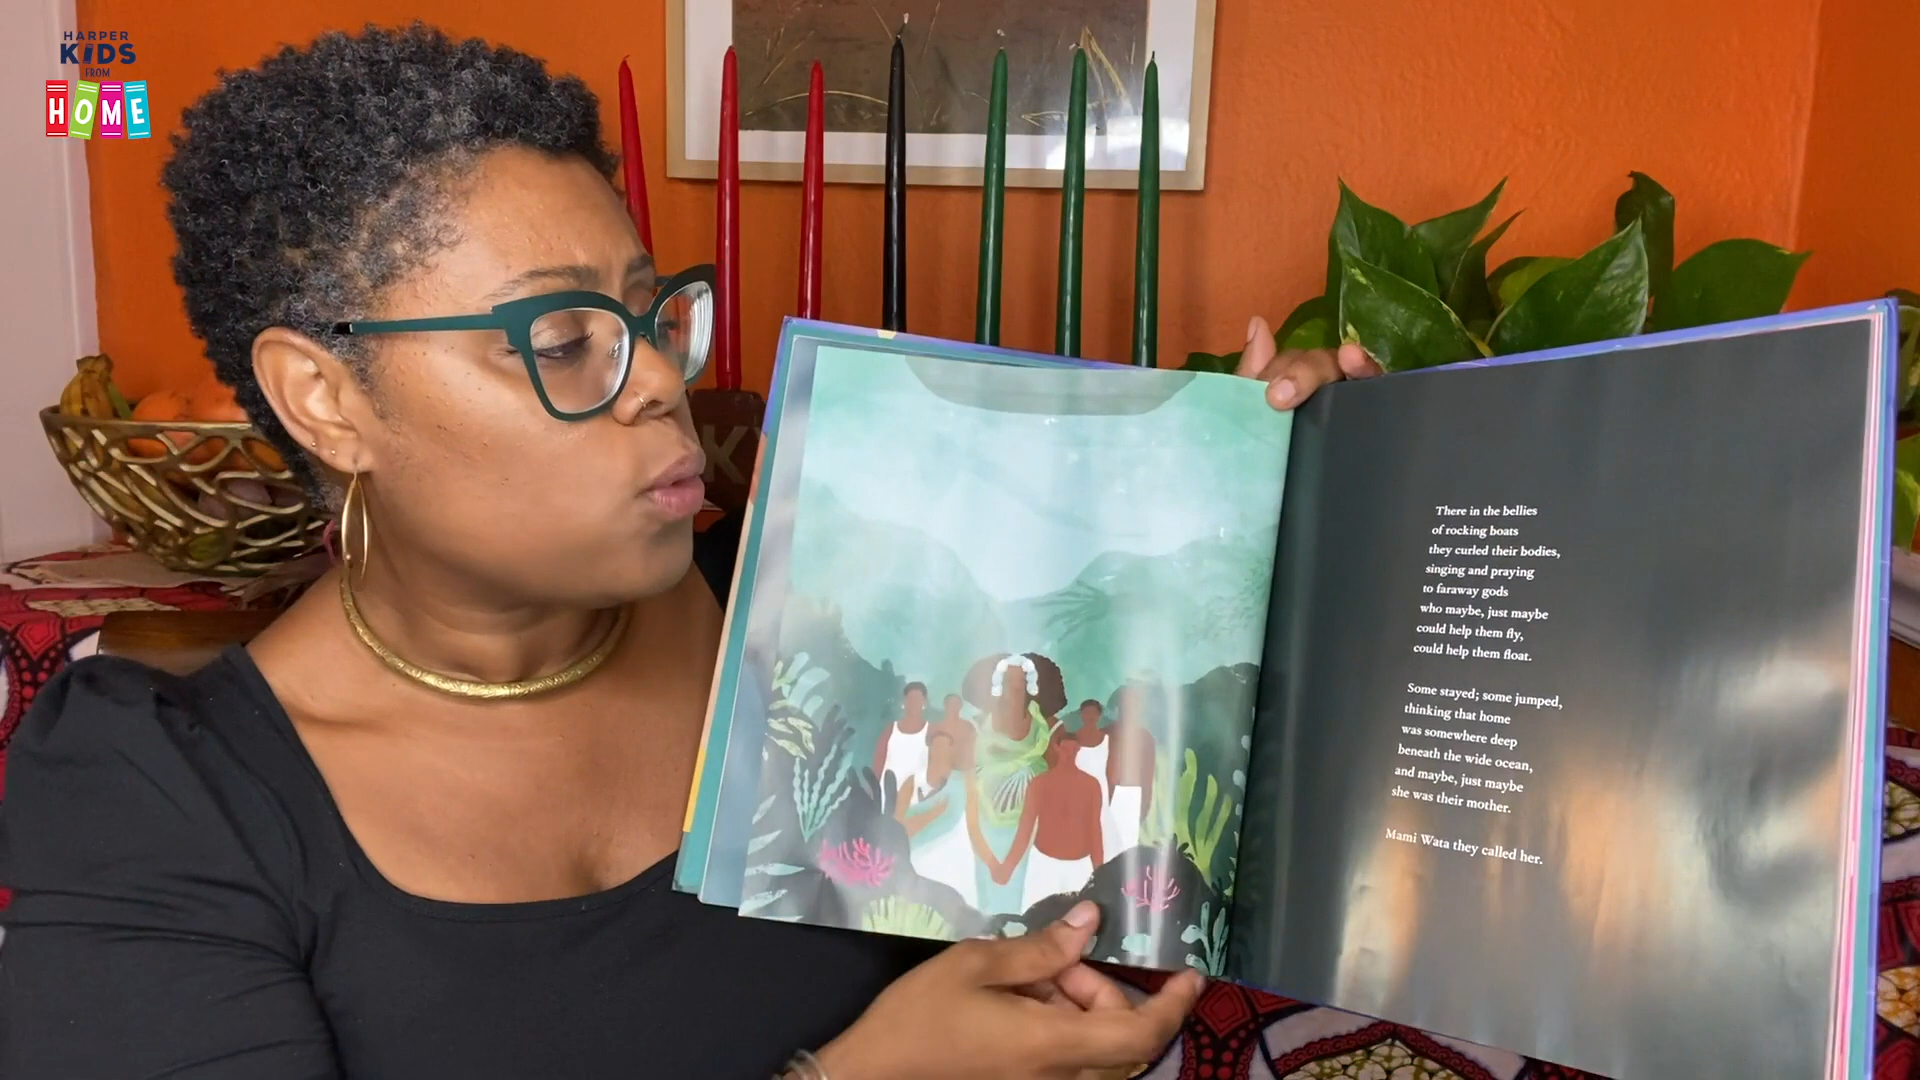 HARPER
KIDS
FROM
HOME
There in the bellies
of rocking boats
they curled their bodies,
singing and praying
to faraway gods
who maybe, just maybe
could help them fly,
could help them float.
Some stayed; some jumped,
thinking that home
was somewhere deep
beneath the wide ocean,
and maybe, just maybe
she was their mother.
Mami Wata they called her.